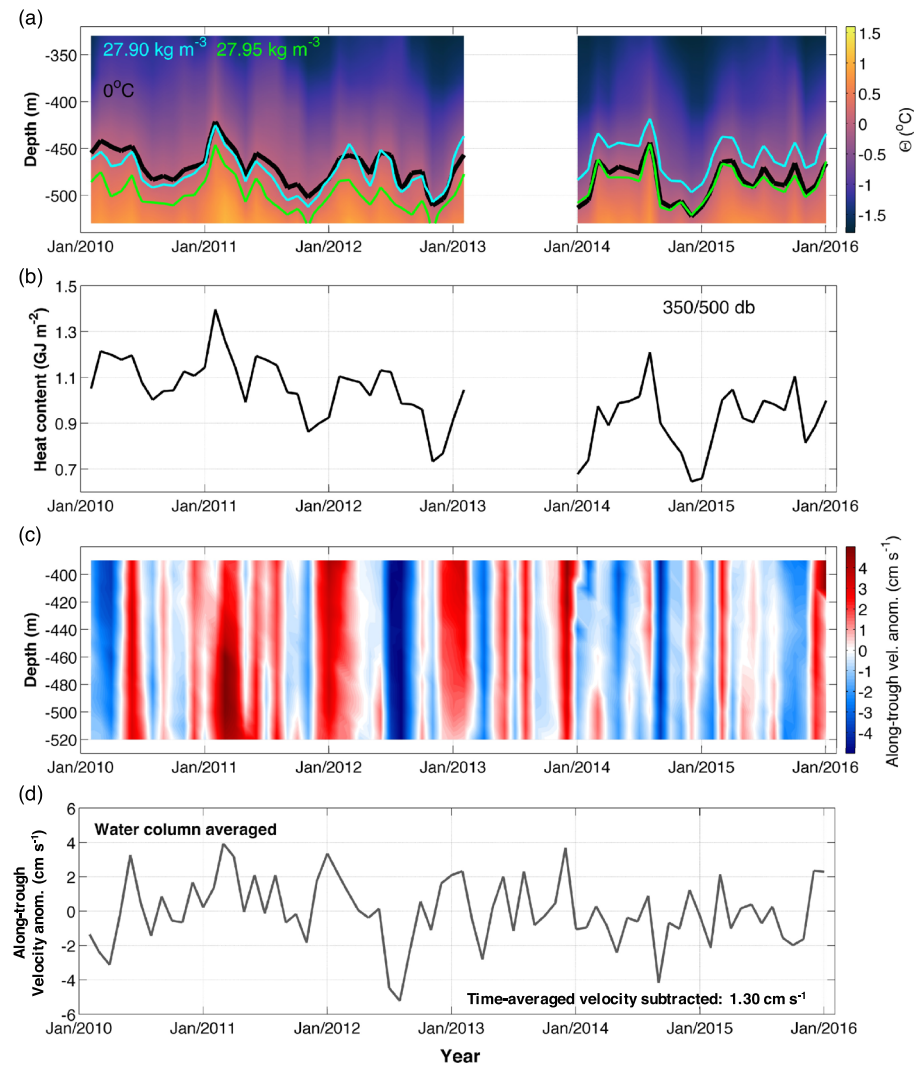 (a)
-350
-400
-450
-500
Depth (m)
27.90 kg m-3 27.95 kg m-3
0oC
Jan/2010 Jan/2011 Jan/2012 Jan/2013 Jan/2014 Jan/2015 Jan/2016
1.5
1
0.5
0
-0.5
-1
-1.5
Θ (oC)
(b)
1.5
1.3
1.1
0.9
0.7
Heat content (GJ m-2)
350/500 db
Jan/2010 Jan/2011 Jan/2012 Jan/2013 Jan/2014 Jan/2015 Jan/2016
(c)
-400
-420
-440
-460
-480
-500
-520
Depth (m)
Jan/2010 Jan/2011 Jan/2012 Jan/2013 Jan/2014 Jan/2015 Jan/2016
4
3
2
1
0
-1
-2
-3
-4
Along-trough vel. anom. (cm s-1)
(d)
6
4
2
0
-2
-4
-6
Along-trough
Velocity anom. (cm s-1)
Water column averaged
Time-averaged velocity subtracted: 1.30 cm s-1
Jan/2010 Jan/2011 Jan/2012 Jan/2013 Jan/2014 Jan/2015 Jan/2016
Year